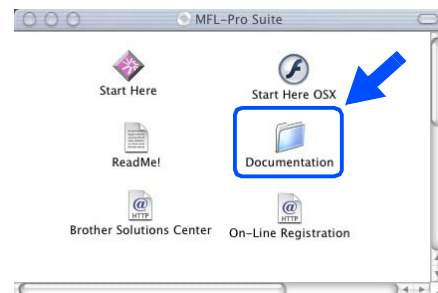 MFL-Pro Suite
Start Here
Start Here OSX
ReadMe!
Documentation
@
HTTP
@
HTTP
Brother Solutions Center
On-Line Registration